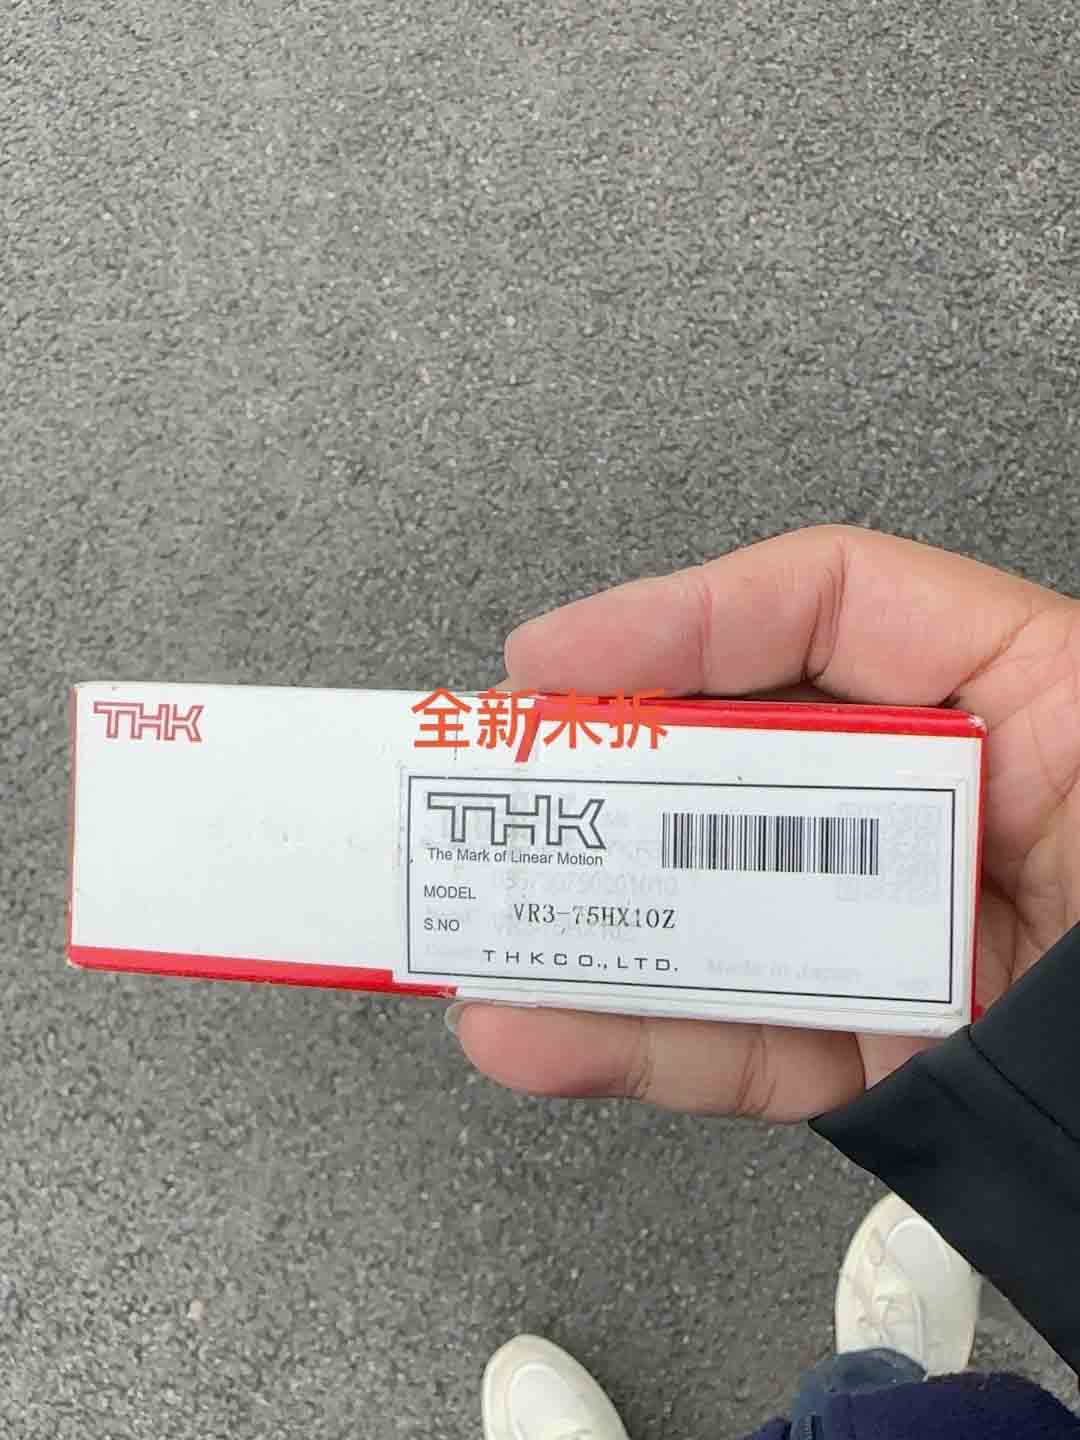 THK
全新未拆
THK
The Mark of Linear Motion
MODEL
VR3-75HX10Z
S.NO
THKCO.,LTD.
Made in Japan